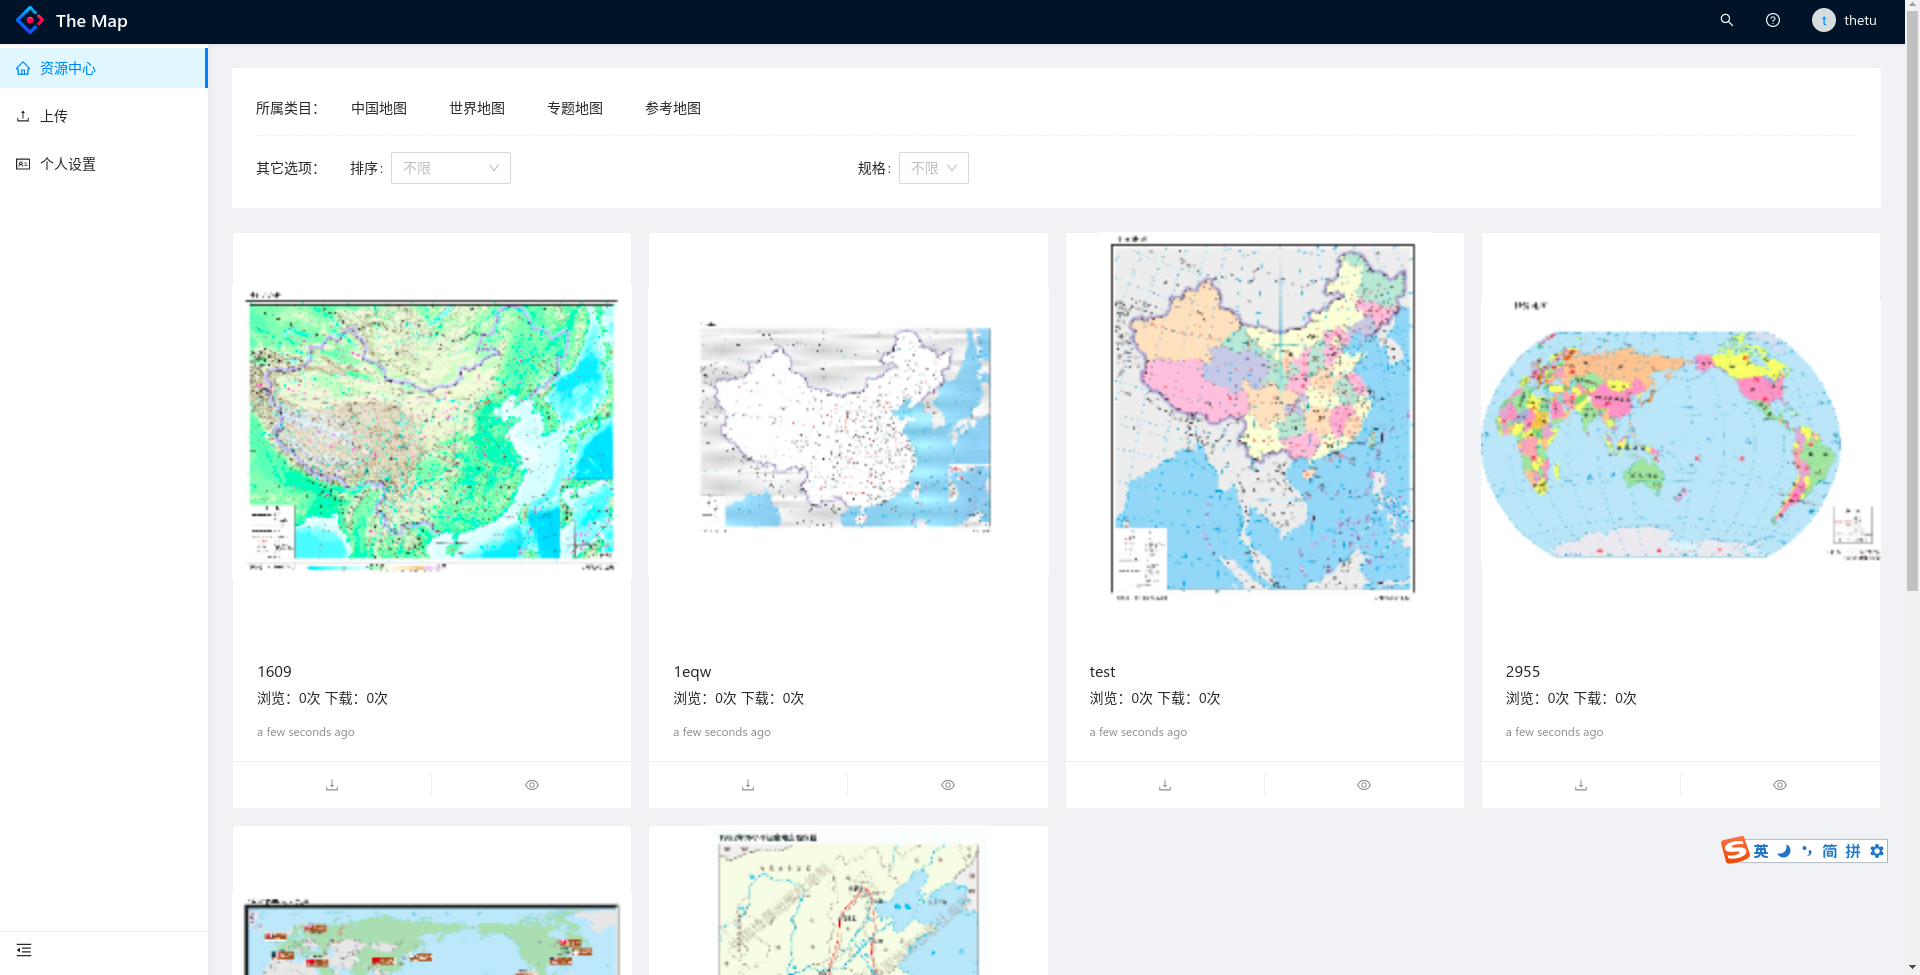 The Map
thetu
资源中心
上传
个人设置
所属类目： 中国地图 世界地图 专题地图 参考地图
其它选项： 排序： 不限 规格： 不限
1609
浏览：0次 下载：0次
a few seconds ago
1eqw
浏览：0次 下载：0次
a few seconds ago
test
浏览：0次 下载：0次
a few seconds ago
2955
浏览：0次 下载：0次
a few seconds ago
英 简 拼